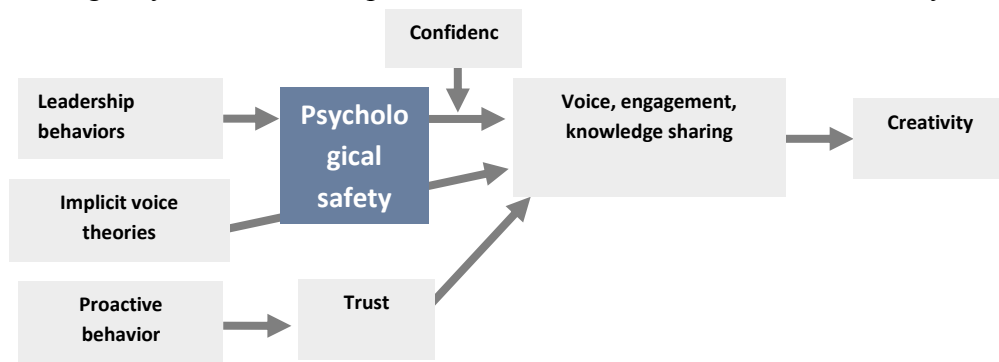 Confidenc
Leadership
behaviors
Psycholo
gical
safety
Voice, engagement,
knowledge sharing
Creativity
Implicit voice
theories
Proactive
behavior
Trust